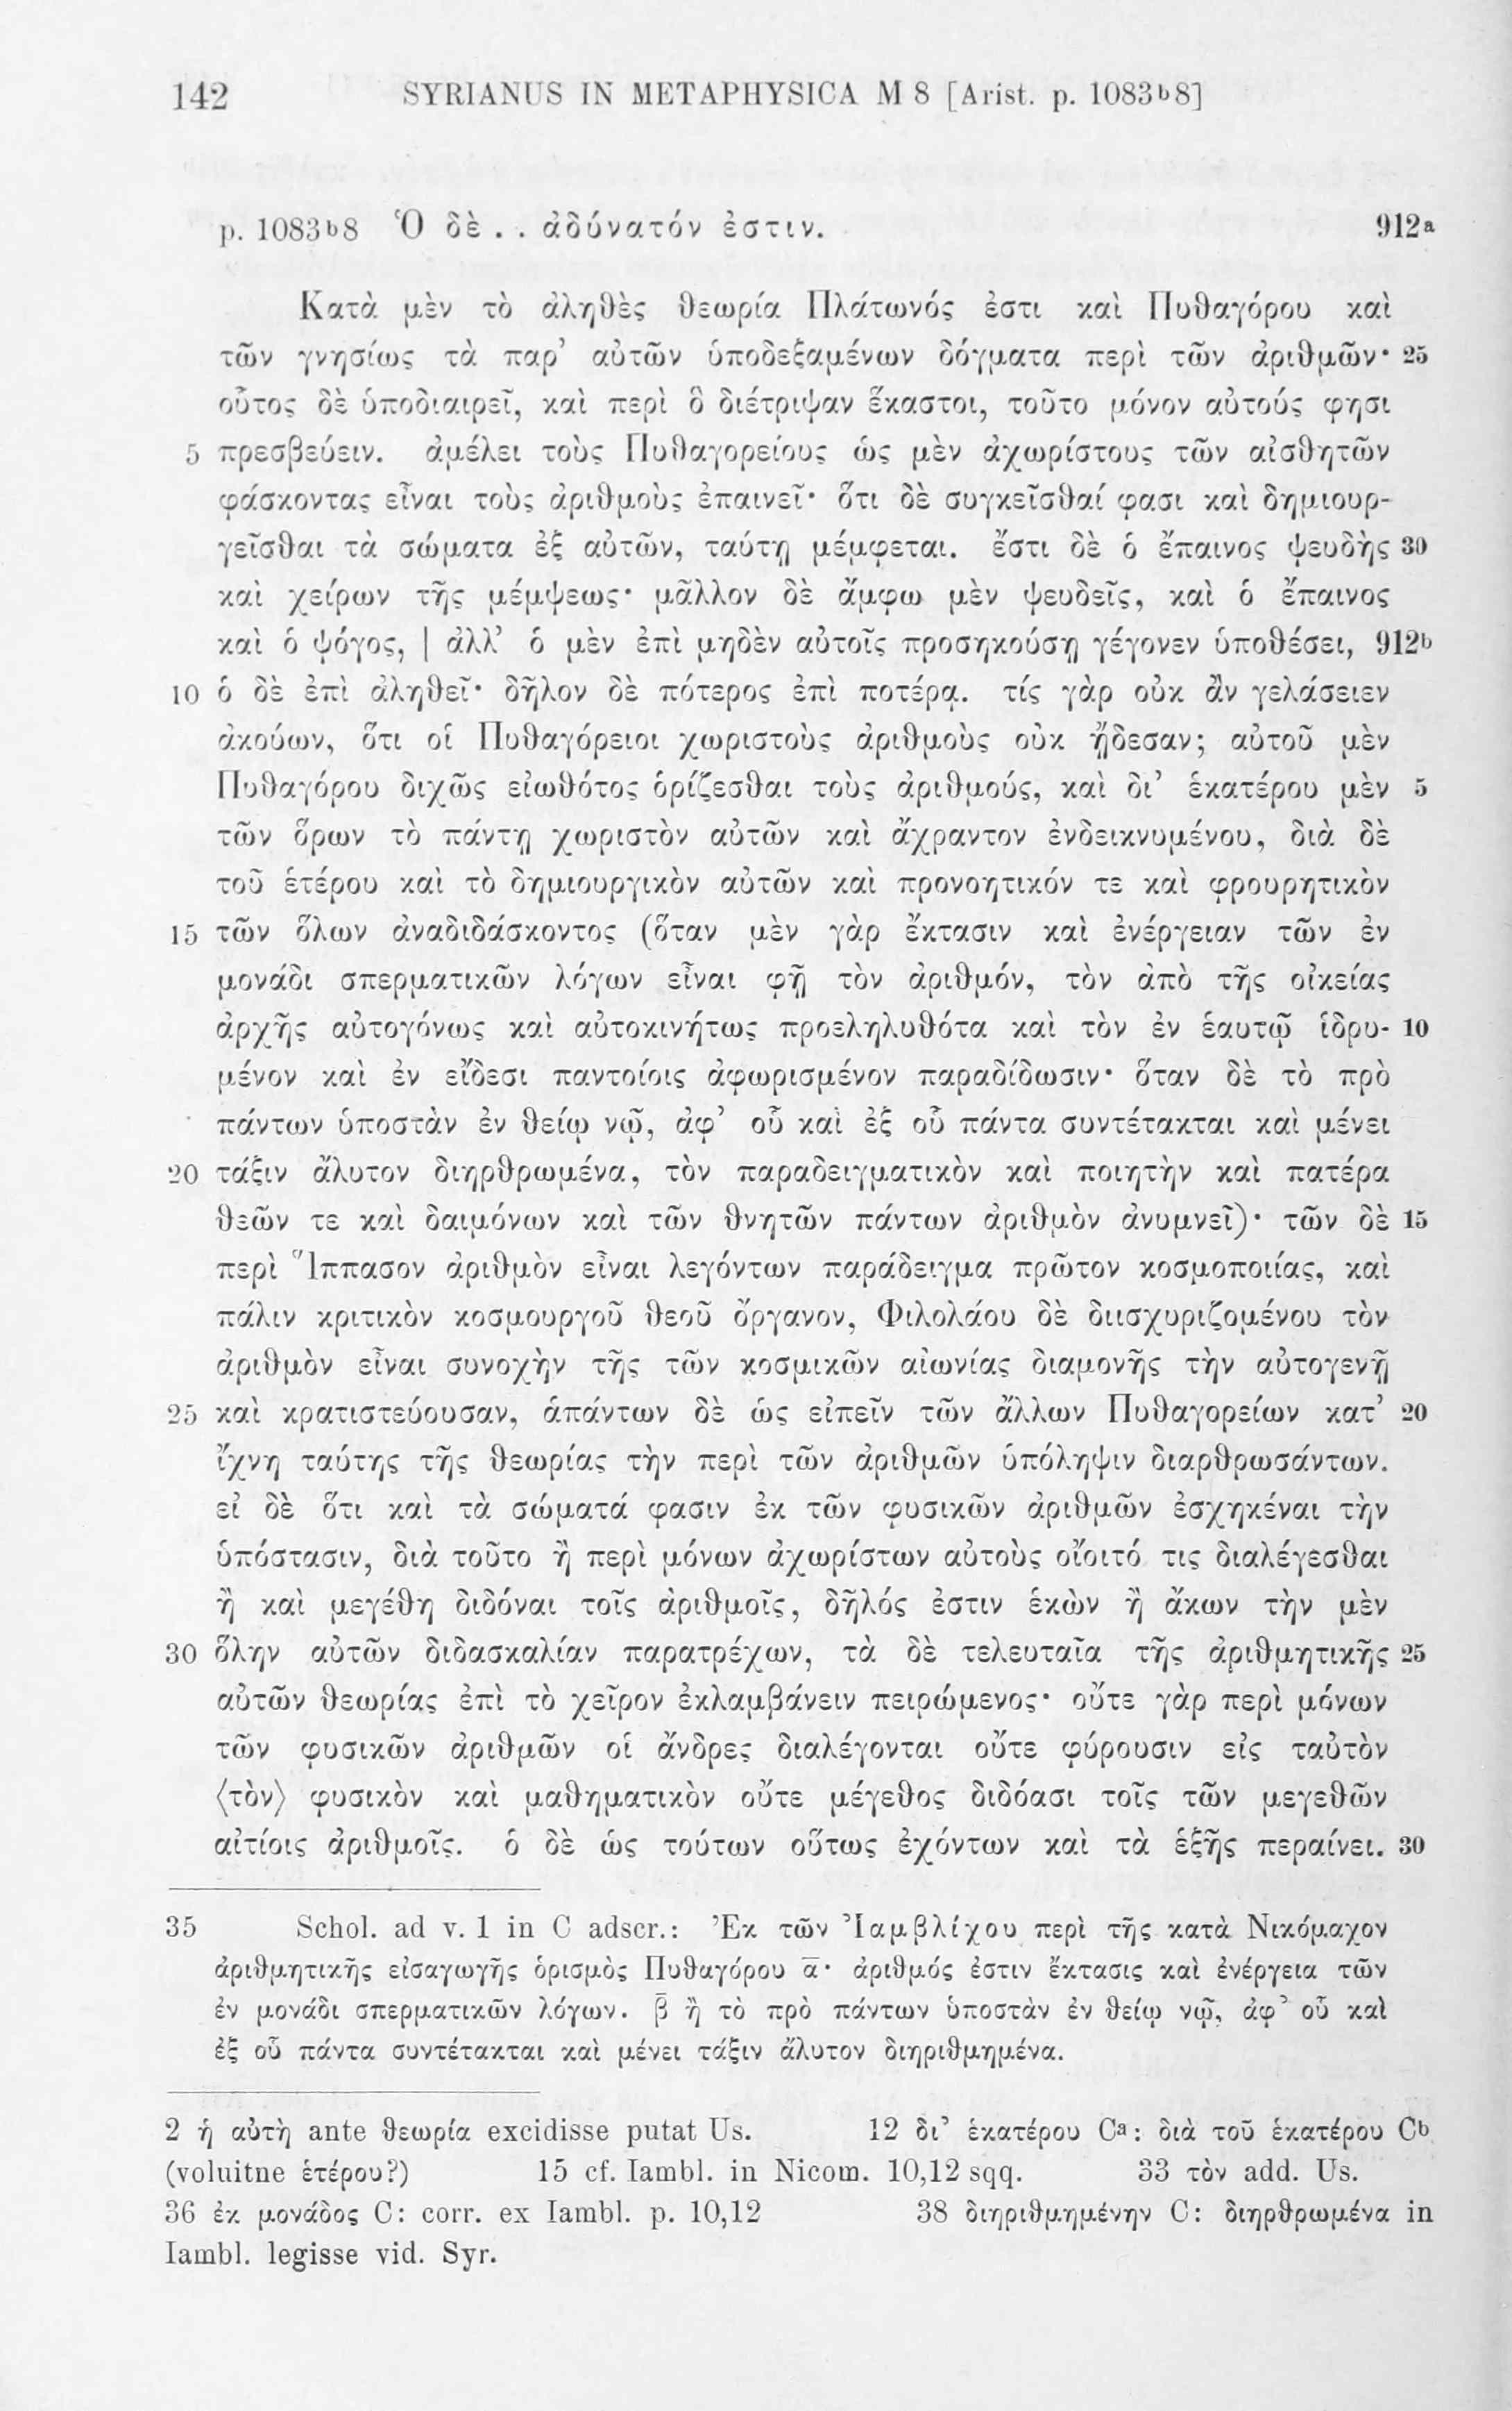 142 SYRIANUS IN METAPHYSICA M 8 [Arist. p. 1083ᵇ8]
p. 1083ᵇ8 Ὁ δὲ . . ἀδύνατόν ἐστιν. 912ᵃ
Κατὰ μὲν τὸ ἀληθὲς θεωρία Πλάτωνός ἐστι καὶ Πυθαγόρου καὶ
τῶν γνησίως τὰ παρ’ αὐτῶν ὑποδεξαμένων δόγματα περὶ τῶν ἀριθμῶν· 25
οὗτος δὲ ὑποδιαιρεῖ, καὶ περὶ ὃ διέτριψαν ἕκαστοι, τοῦτο μόνον αὐτούς φησι
5 πρεσβεύειν. ἀμέλει τοὺς Πυθαγορείους ὡς μὲν ἀχωρίστους τῶν αἰσθητῶν
φάσκοντας εἶναι τοὺς ἀριθμοὺς ἐπαινεῖ· ὅτι δὲ συγκεῖσθαί φασι καὶ δημιουρ-
γεῖσθαι τὰ σώματα ἐξ αὐτῶν, ταύτῃ μέμφεται. ἔστι δὲ ὁ ἔπαινος ψευδὴς 30
καὶ χείρων τῆς μέμψεως· μᾶλλον δὲ ἄμφω μὲν ψευδεῖς, καὶ ὁ ἔπαινος
καὶ ὁ ψόγος, | ἀλλ’ ὁ μὲν ἐπὶ μηδὲν αὐτοῖς προσηκούσῃ γέγονεν ὑποθέσει, 912ᵇ
10 ὁ δὲ ἐπὶ ἀληθεῖ· δῆλον δὲ πότερος ἐπὶ ποτέρᾳ. τίς γὰρ οὐκ ἂν γελάσειεν
ἀκούων, ὅτι οἱ Πυθαγόρειοι χωριστοὺς ἀριθμοὺς οὐκ ᾔδεσαν; αὐτοῦ μὲν
Πυθαγόρου διχῶς εἰωθότος ὁρίζεσθαι τοὺς ἀριθμούς, καὶ δι’ ἑκατέρου μὲν 5
τῶν ὅρων τὸ πάντῃ χωριστὸν αὐτῶν καὶ ἄχραντον ἐνδεικνυμένου, διὰ δὲ
τοῦ ἑτέρου καὶ τὸ δημιουργικὸν αὐτῶν καὶ προνοητικόν τε καὶ φρουρητικὸν
15 τῶν ὅλων ἀναδιδάσκοντος (ὅταν μὲν γὰρ ἔκτασιν καὶ ἐνέργειαν τῶν ἐν
μονάδι σπερματικῶν λόγων εἶναι φῇ τὸν ἀριθμόν, τὸν ἀπὸ τῆς οἰκείας
ἀρχῆς αὐτογόνως καὶ αὐτοκινήτως προεληλυθότα καὶ τὸν ἐν ἑαυτῷ ἱδρυ- 10
μένον καὶ ἐν εἴδεσι παντοίοις ἀφωρισμένον παραδίδωσιν· ὅταν δὲ τὸ πρὸ
πάντων ὑποστὰν ἐν θείῳ νῷ, ἀφ’ οὗ καὶ ἐξ οὗ πάντα συντέτακται καὶ μένει
20 τάξιν ἄλυτον διηρθρωμένα, τὸν παραδειγματικὸν καὶ ποιητὴν καὶ πατέρα
θεῶν τε καὶ δαιμόνων καὶ τῶν θνητῶν πάντων ἀριθμὸν ἀνυμνεῖ)· τῶν δὲ 15
περὶ Ἵππασον ἀριθμὸν εἶναι λεγόντων παράδειγμα πρῶτον κοσμοποιίας, καὶ
πάλιν κριτικὸν κοσμουργοῦ θεοῦ ὄργανον, Φιλολάου δὲ διισχυριζομένου τὸν
ἀριθμὸν εἶναι συνοχὴν τῆς τῶν κοσμικῶν αἰωνίας διαμονῆς τὴν αὐτογενῆ
25 καὶ κρατιστεύουσαν, ἁπάντων δὲ ὡς εἰπεῖν τῶν ἄλλων Πυθαγορείων κατ’ 20
ἴχνη ταύτης τῆς θεωρίας τὴν περὶ τῶν ἀριθμῶν ὑπόληψιν διαρθρωσάντων.
εἰ δὲ ὅτι καὶ τὰ σώματά φασιν ἐκ τῶν φυσικῶν ἀριθμῶν ἐσχηκέναι τὴν
ὑπόστασιν, διὰ τοῦτο ἢ περὶ μόνων ἀχωρίστων αὐτοὺς οἴοιτό τις διαλέγεσθαι
ἢ καὶ μεγέθη διδόναι τοῖς ἀριθμοῖς, δῆλός ἐστιν ἑκὼν ἢ ἄκων τὴν μὲν
30 ὅλην αὐτῶν διδασκαλίαν παρατρέχων, τὰ δὲ τελευταῖα τῆς ἀριθμητικῆς 25
αὐτῶν θεωρίας ἐπὶ τὸ χεῖρον ἐκλαμβάνειν πειρώμενος· οὔτε γὰρ περὶ μόνων
τῶν φυσικῶν ἀριθμῶν οἱ ἄνδρες διαλέγονται οὔτε φύρουσιν εἰς ταὐτὸν
⟨τὸν⟩ φυσικὸν καὶ μαθηματικὸν οὔτε μέγεθος διδόασι τοῖς τῶν μεγεθῶν
αἰτίοις ἀριθμοῖς. ὁ δὲ ὡς τούτων οὕτως ἐχόντων καὶ τὰ ἑξῆς περαίνει. 30
35 Schol. ad v. 1 in C adscr.: Ἐκ τῶν Ἰαμβλίχου περὶ τῆς κατὰ Νικόμαχον
ἀριθμητικῆς εἰσαγωγῆς ὁρισμὸς Πυθαγόρου α̅· ἀριθμός ἐστιν ἔκτασις καὶ ἐνέργεια τῶν
ἐν μονάδι σπερματικῶν λόγων. β̅ ἢ τὸ πρὸ πάντων ὑποστὰν ἐν θείῳ νῷ, ἀφ’ οὗ καὶ
ἐξ οὗ πάντα συντέτακται καὶ μένει τάξιν ἄλυτον διηριθμημένα.
2 ἡ αὐτὴ ante θεωρία excidisse putat Us. 12 δι’ ἑκατέρου Cᵃ: διὰ τοῦ ἑκατέρου Cᵇ
(voluitne ἑτέρου?) 15 cf. Iambl. in Nicom. 10,12 sqq. 33 τὸν add. Us.
36 ἐκ μονάδος C: corr. ex Iambl. p. 10,12 38 διηριθμημένην C: διηρθρωμένα in
Iambl. legisse vid. Syr.